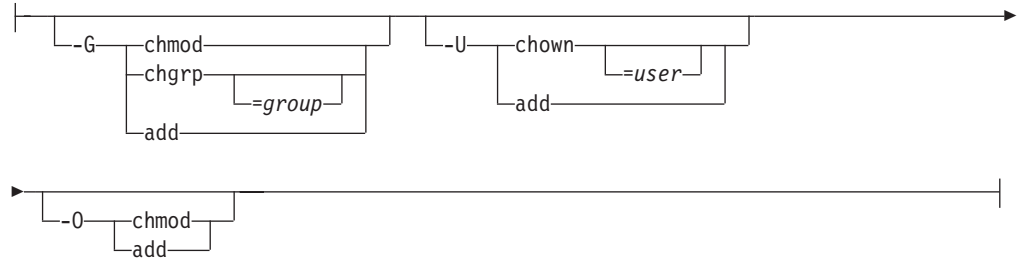 -G chmod -U chown
chgrp =user
=group add
add
-O chmod
add